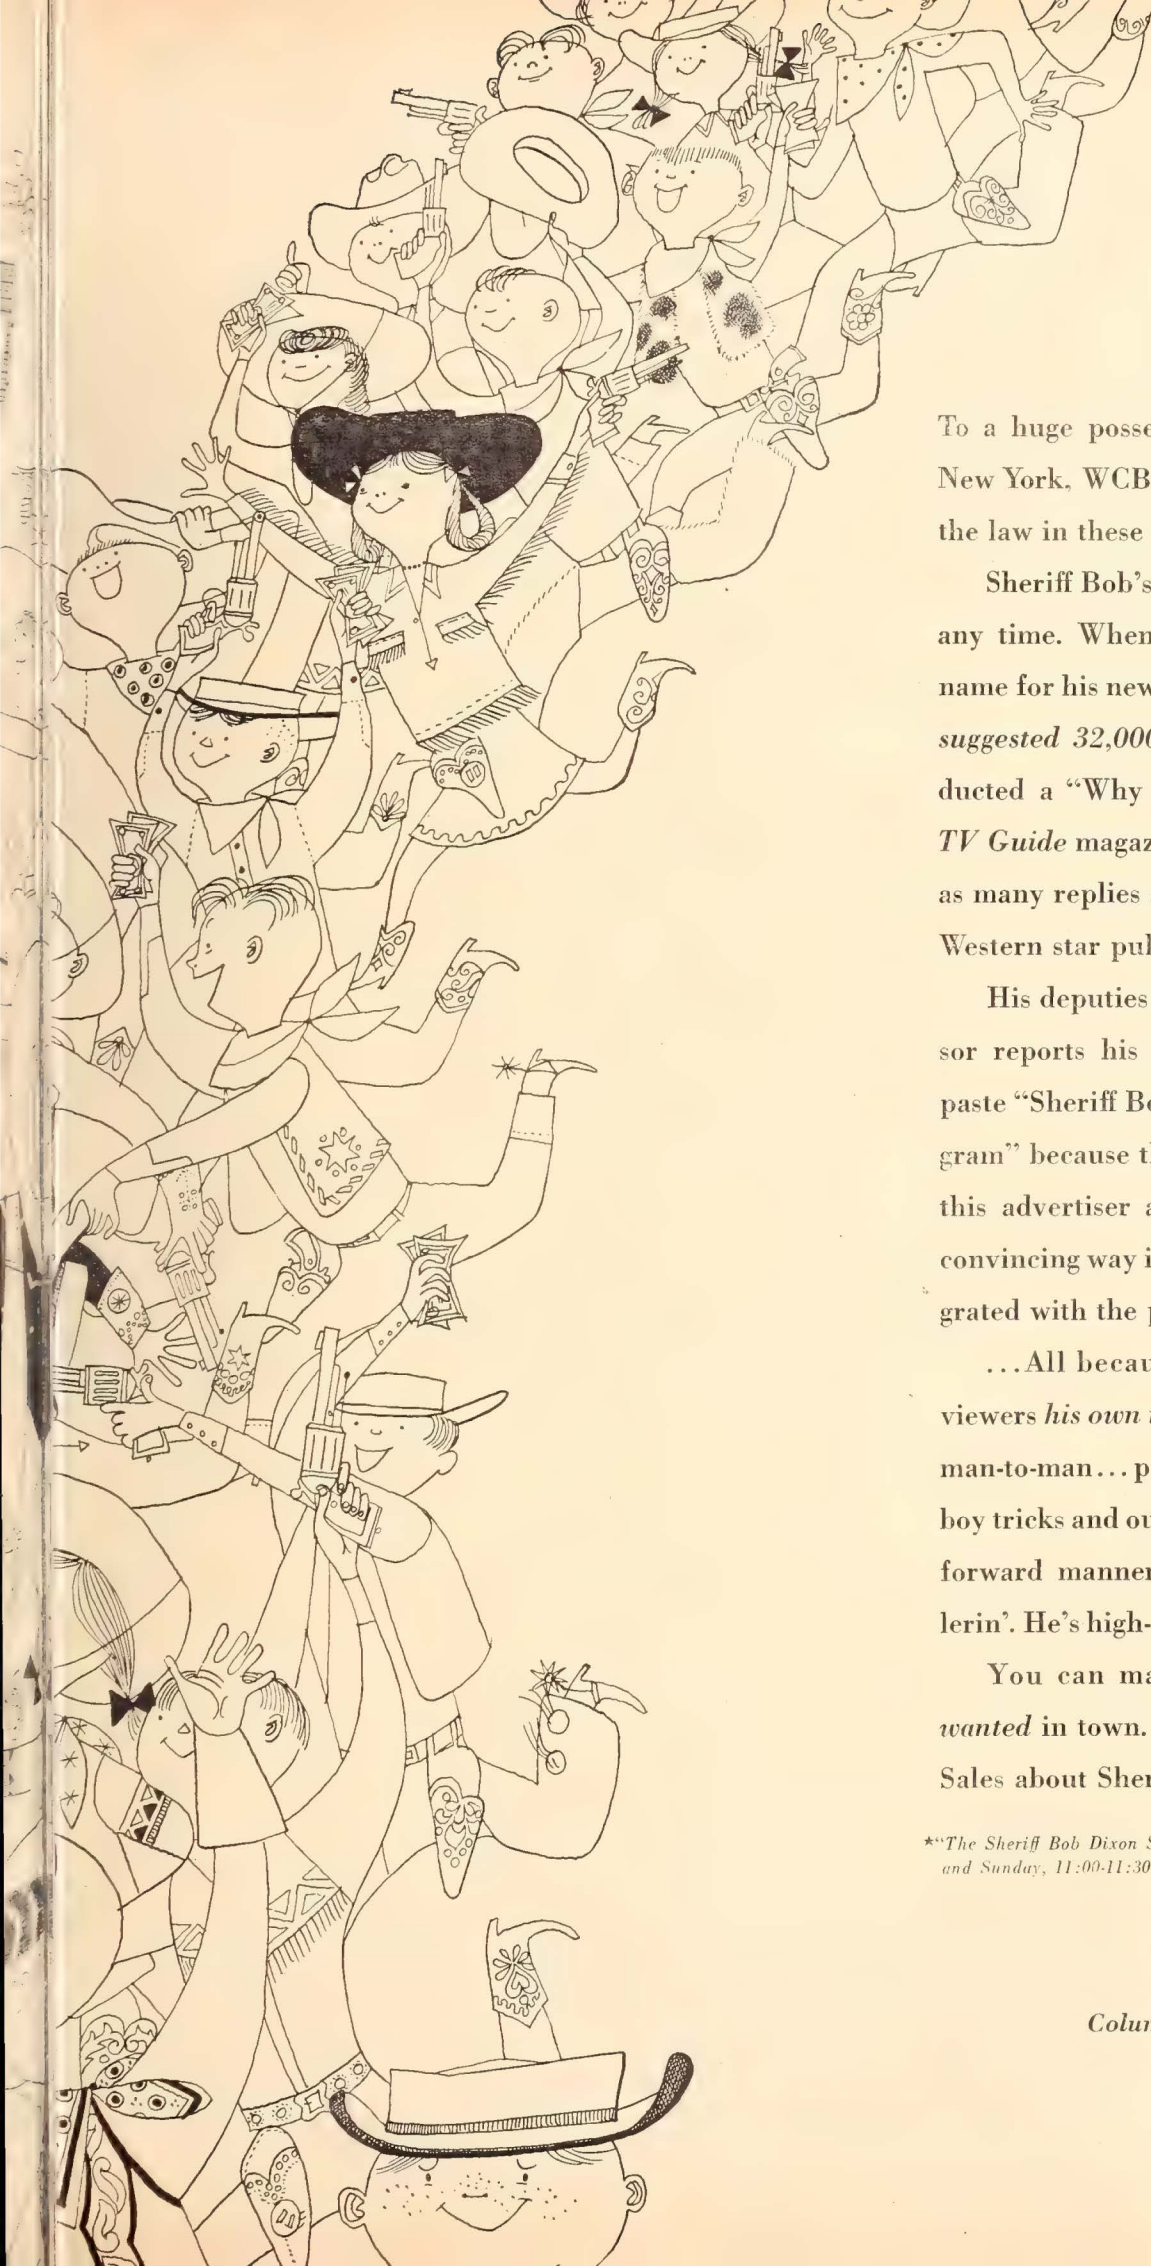 To a huge posse
New York, WCB
the law in these
Sheriff Bob's
any time. When
name for his new
suggested 32,000
ducted a “Why
TV Guide magaz
as many replies
Western star pul
His deputies
sor reports his
paste “Sheriff Bo
gram” because th
this advertiser a
convincing way i
grated with the p
...All becau
viewers his own
man-to-man...p
boy tricks and ou
forward manner
lerin'. He's high-
You can ma
wanted in town.
Sales about Sher
*“The Sheriff Bob Dixon S
and Sunday, 11:00-11:30
Colum